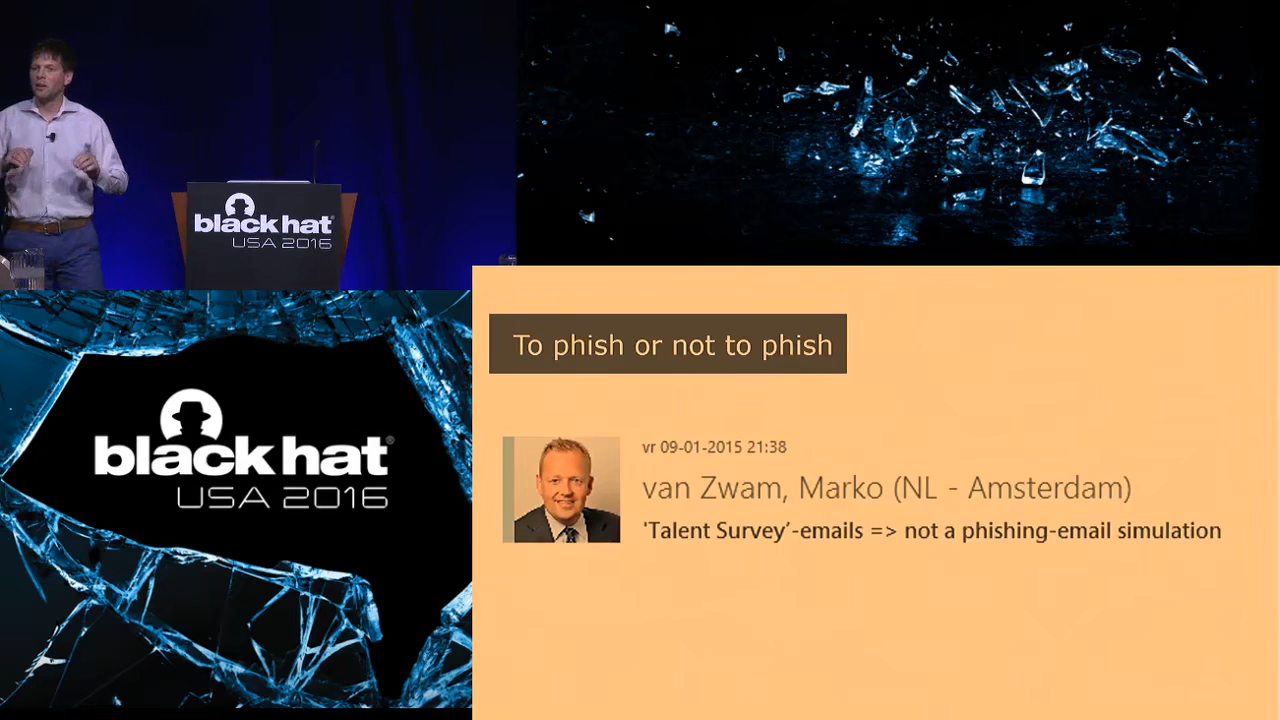 black hat
USA 2016
black hat®
USA 2016
To phish or not to phish
vr 09-01-2015 21:38
van Zwam, Marko (NL - Amsterdam)
'Talent Survey’-emails => not a phishing-email simulation